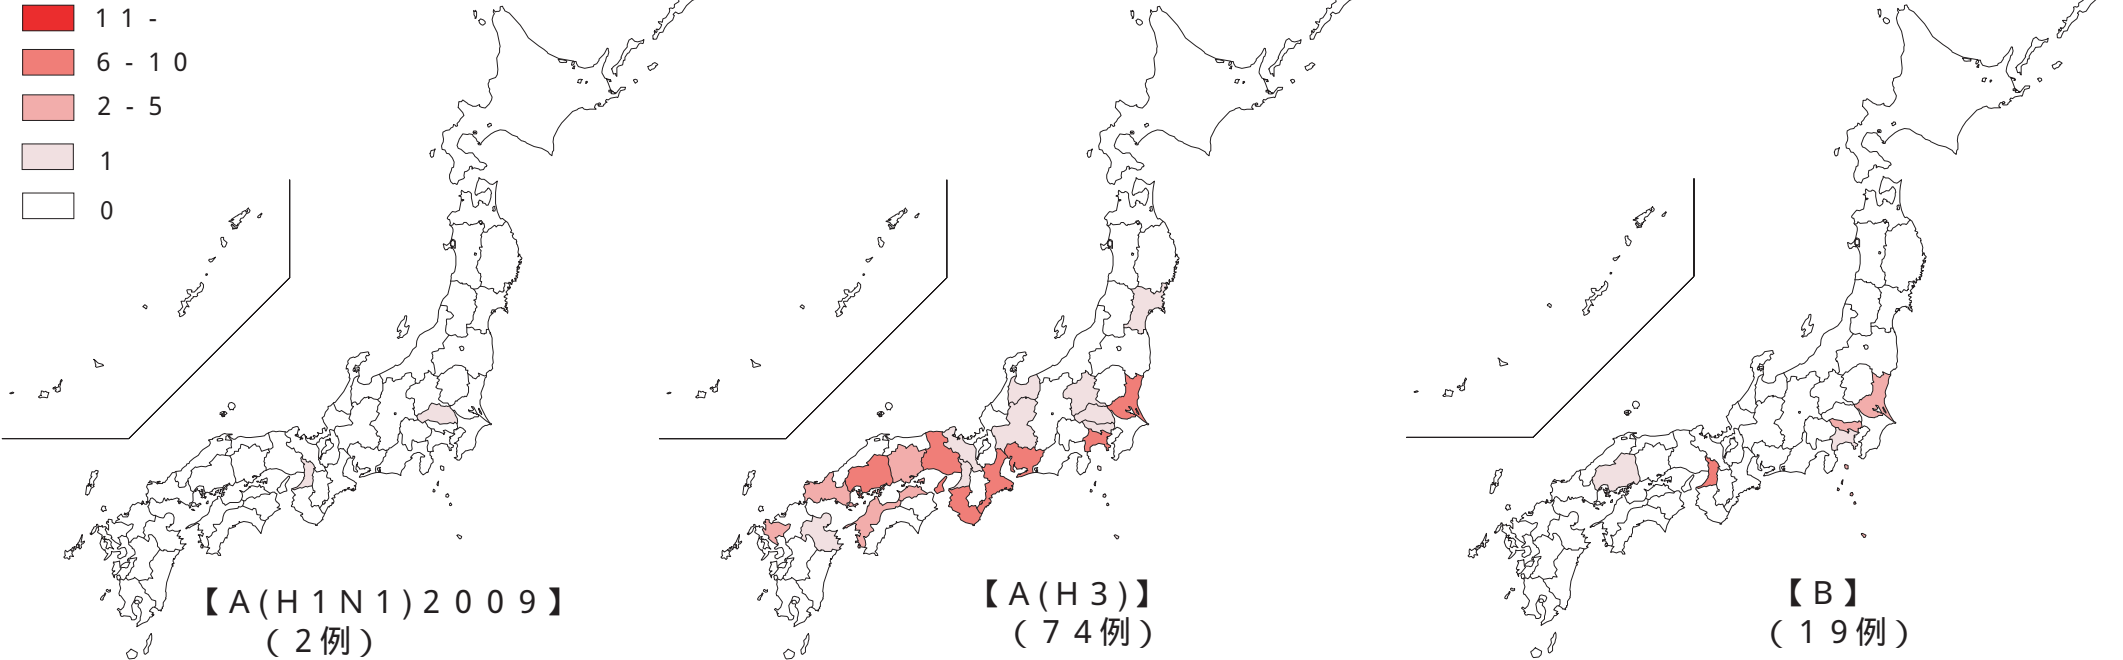 11-
6-10
2-5
1
0
【A(H1N1)2009】
(2例)
【A(H3)】
(74例)
【B】
(19例)